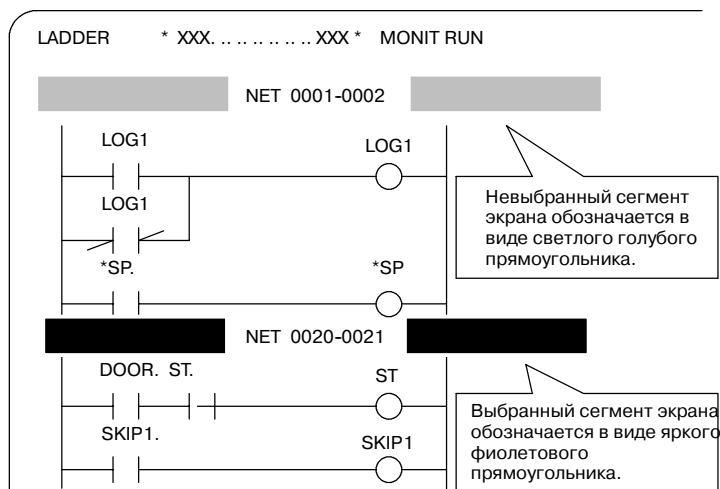 LADDER * XXX. .. .. .. .. .. .. XXX * MONIT RUN
NET 0001-0002
LOG1 LOG1
LOG1
*SP. *SP
Невыбранный сегмент
экрана обозначается в
виде светлого голубого
прямоугольника.
NET 0020-0021
DOOR. ST. ST
SKIP1. SKIP1
Выбранный сегмент экрана
обозначается в виде яркого
фиолетового
прямоугольника.